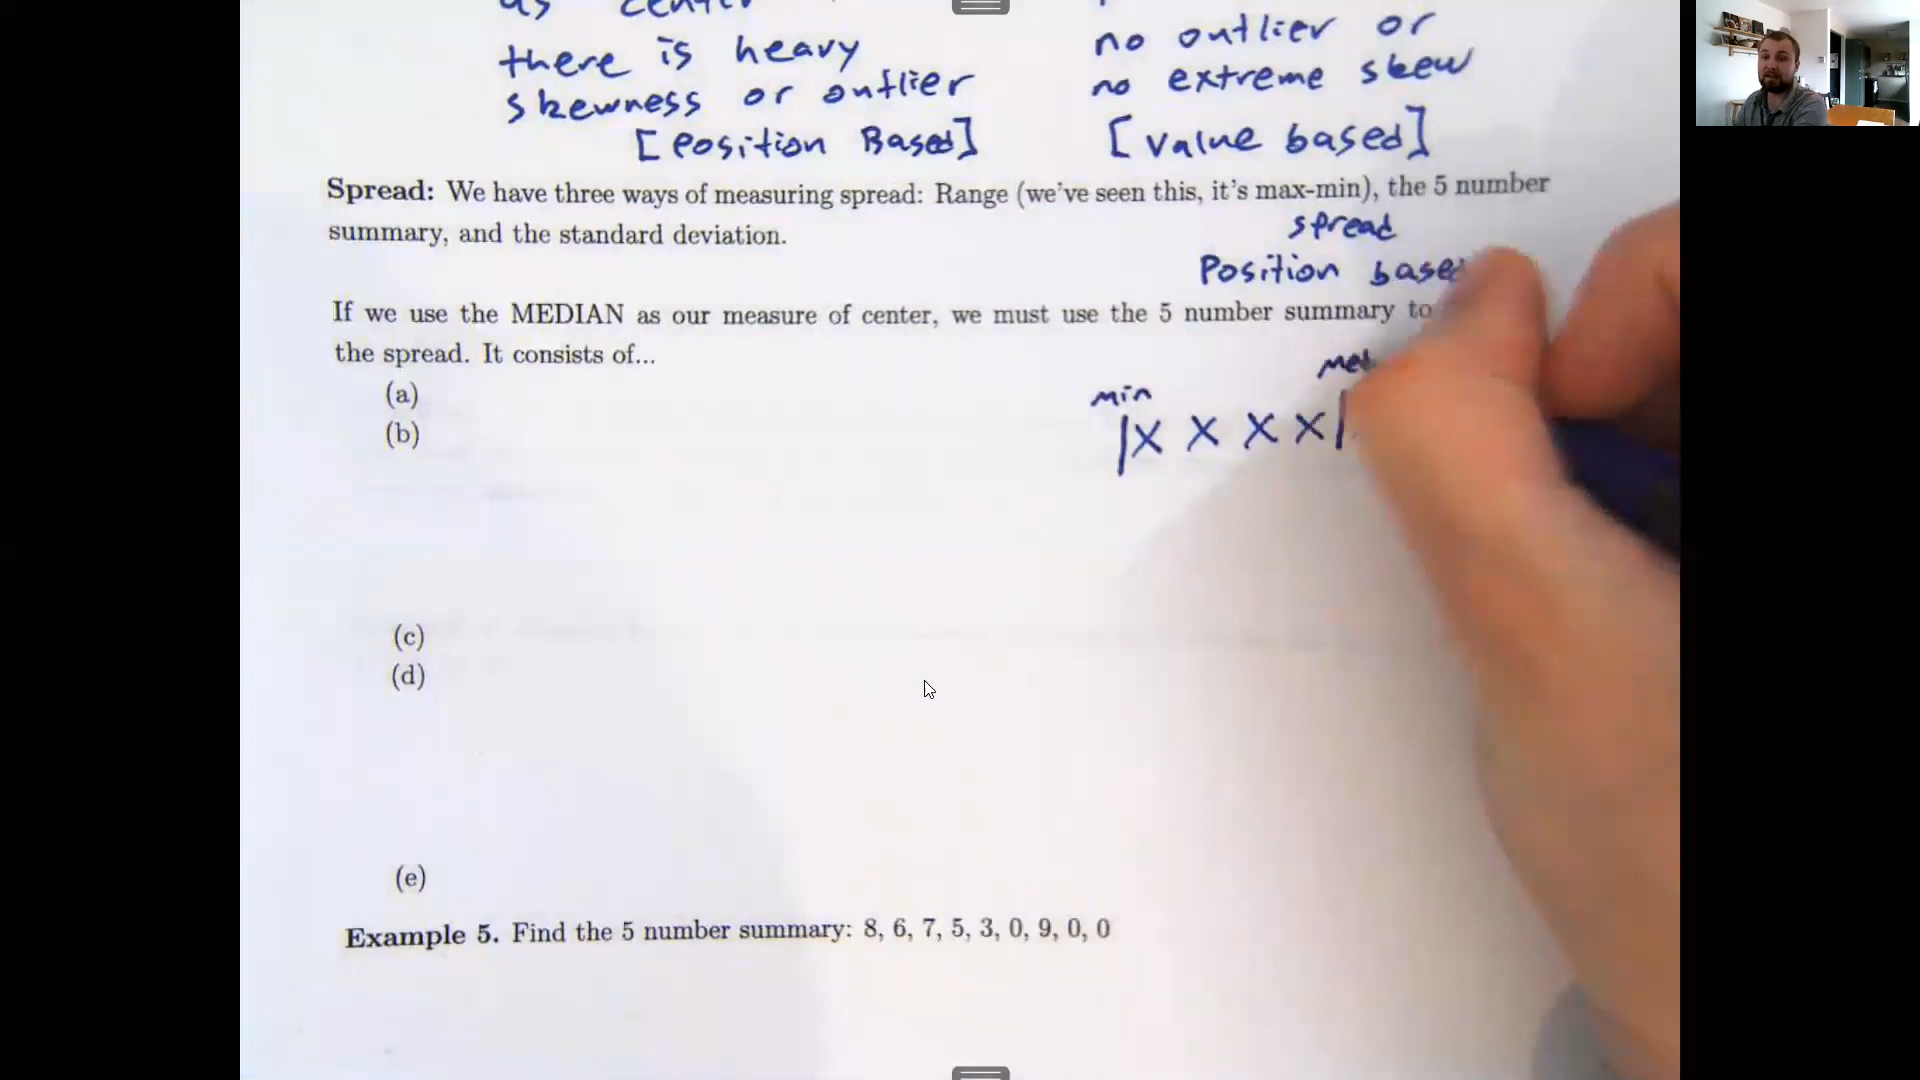 as center
there is heavy
skewness or outlier
[Position Based]
no outlier or
no extreme skew
[value based]
Spread: We have three ways of measuring spread: Range (we've seen this, it's max-min), the 5 number
summary, and the standard deviation.
spread
Position base
If we use the MEDIAN as our measure of center, we must use the 5 number summary to
the spread. It consists of...
(a)
(b)
min
|X X X X|
(c)
(d)
(e)
Example 5. Find the 5 number summary: 8, 6, 7, 5, 3, 0, 9, 0, 0